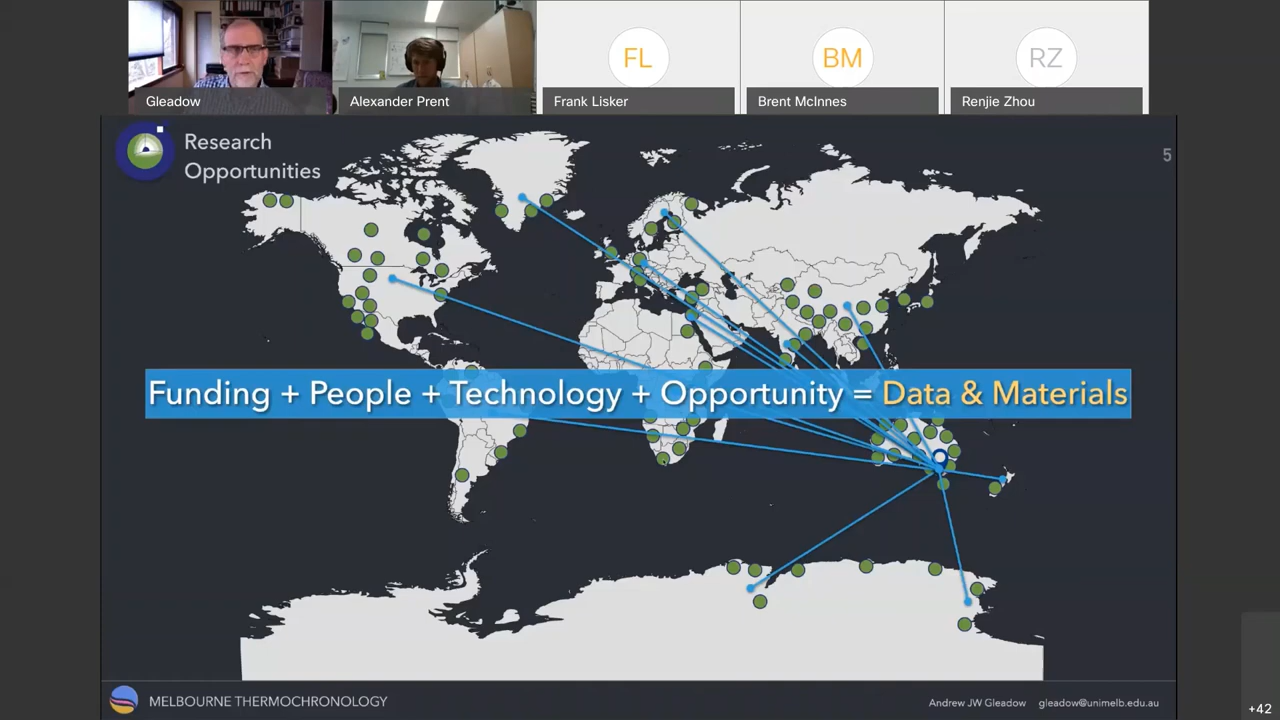 FL
BM
RZ
Gleadow
Alexander Prent
Frank Lisker
Brent McInnes
Renjie Zhou
Research
Opportunities
5
Funding + People + Technology + Opportunity = Data & Materials
MELBOURNE THERMOCHRONOLOGY
Andrew JW Gleadow gleadow@unimelb.edu.au
+42